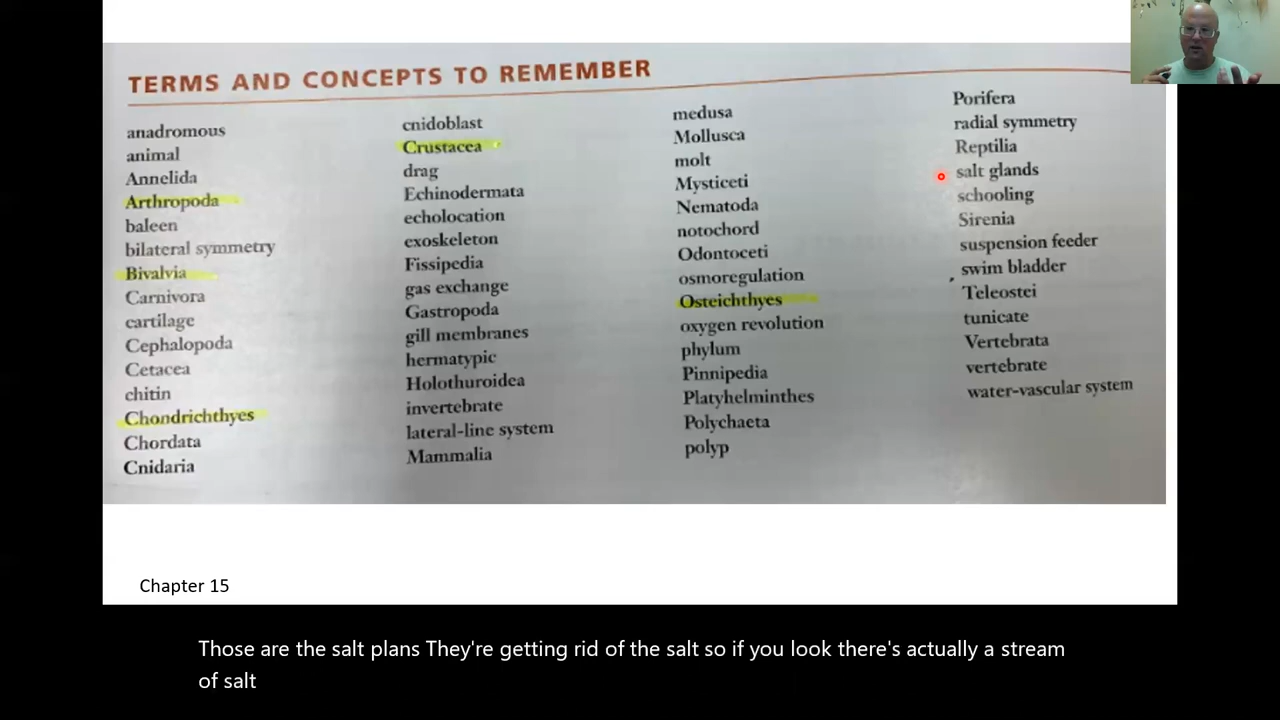 TERMS AND CONCEPTS TO REMEMBER
anadromous
animal
Annelida
Arthropoda
baleen
bilateral symmetry
Bivalvia
Carnivora
cartilage
Cephalopoda
Cetacea
chitin
Chondrichthyes
Chordata
Cnidaria
cnidoblast
Crustacea
drag
Echinodermata
echolocation
exoskeleton
Fissipedia
gas exchange
Gastropoda
gill membranes
hermatypic
Holothuroidea
invertebrate
lateral-line system
Mammalia
medusa
Mollusca
molt
Mysticeti
Nematoda
notochord
Odontoceti
osmoregulation
Osteichthyes
oxygen revolution
phylum
Pinnipedia
Platyhelminthes
Polychaeta
polyp
Porifera
radial symmetry
Reptilia
salt glands
schooling
Sirenia
suspension feeder
swim bladder
Teleostei
tunicate
Vertebrata
vertebrate
water-vascular system
Chapter 15
Those are the salt plans They're getting rid of the salt so if you look there's actually a stream
of salt